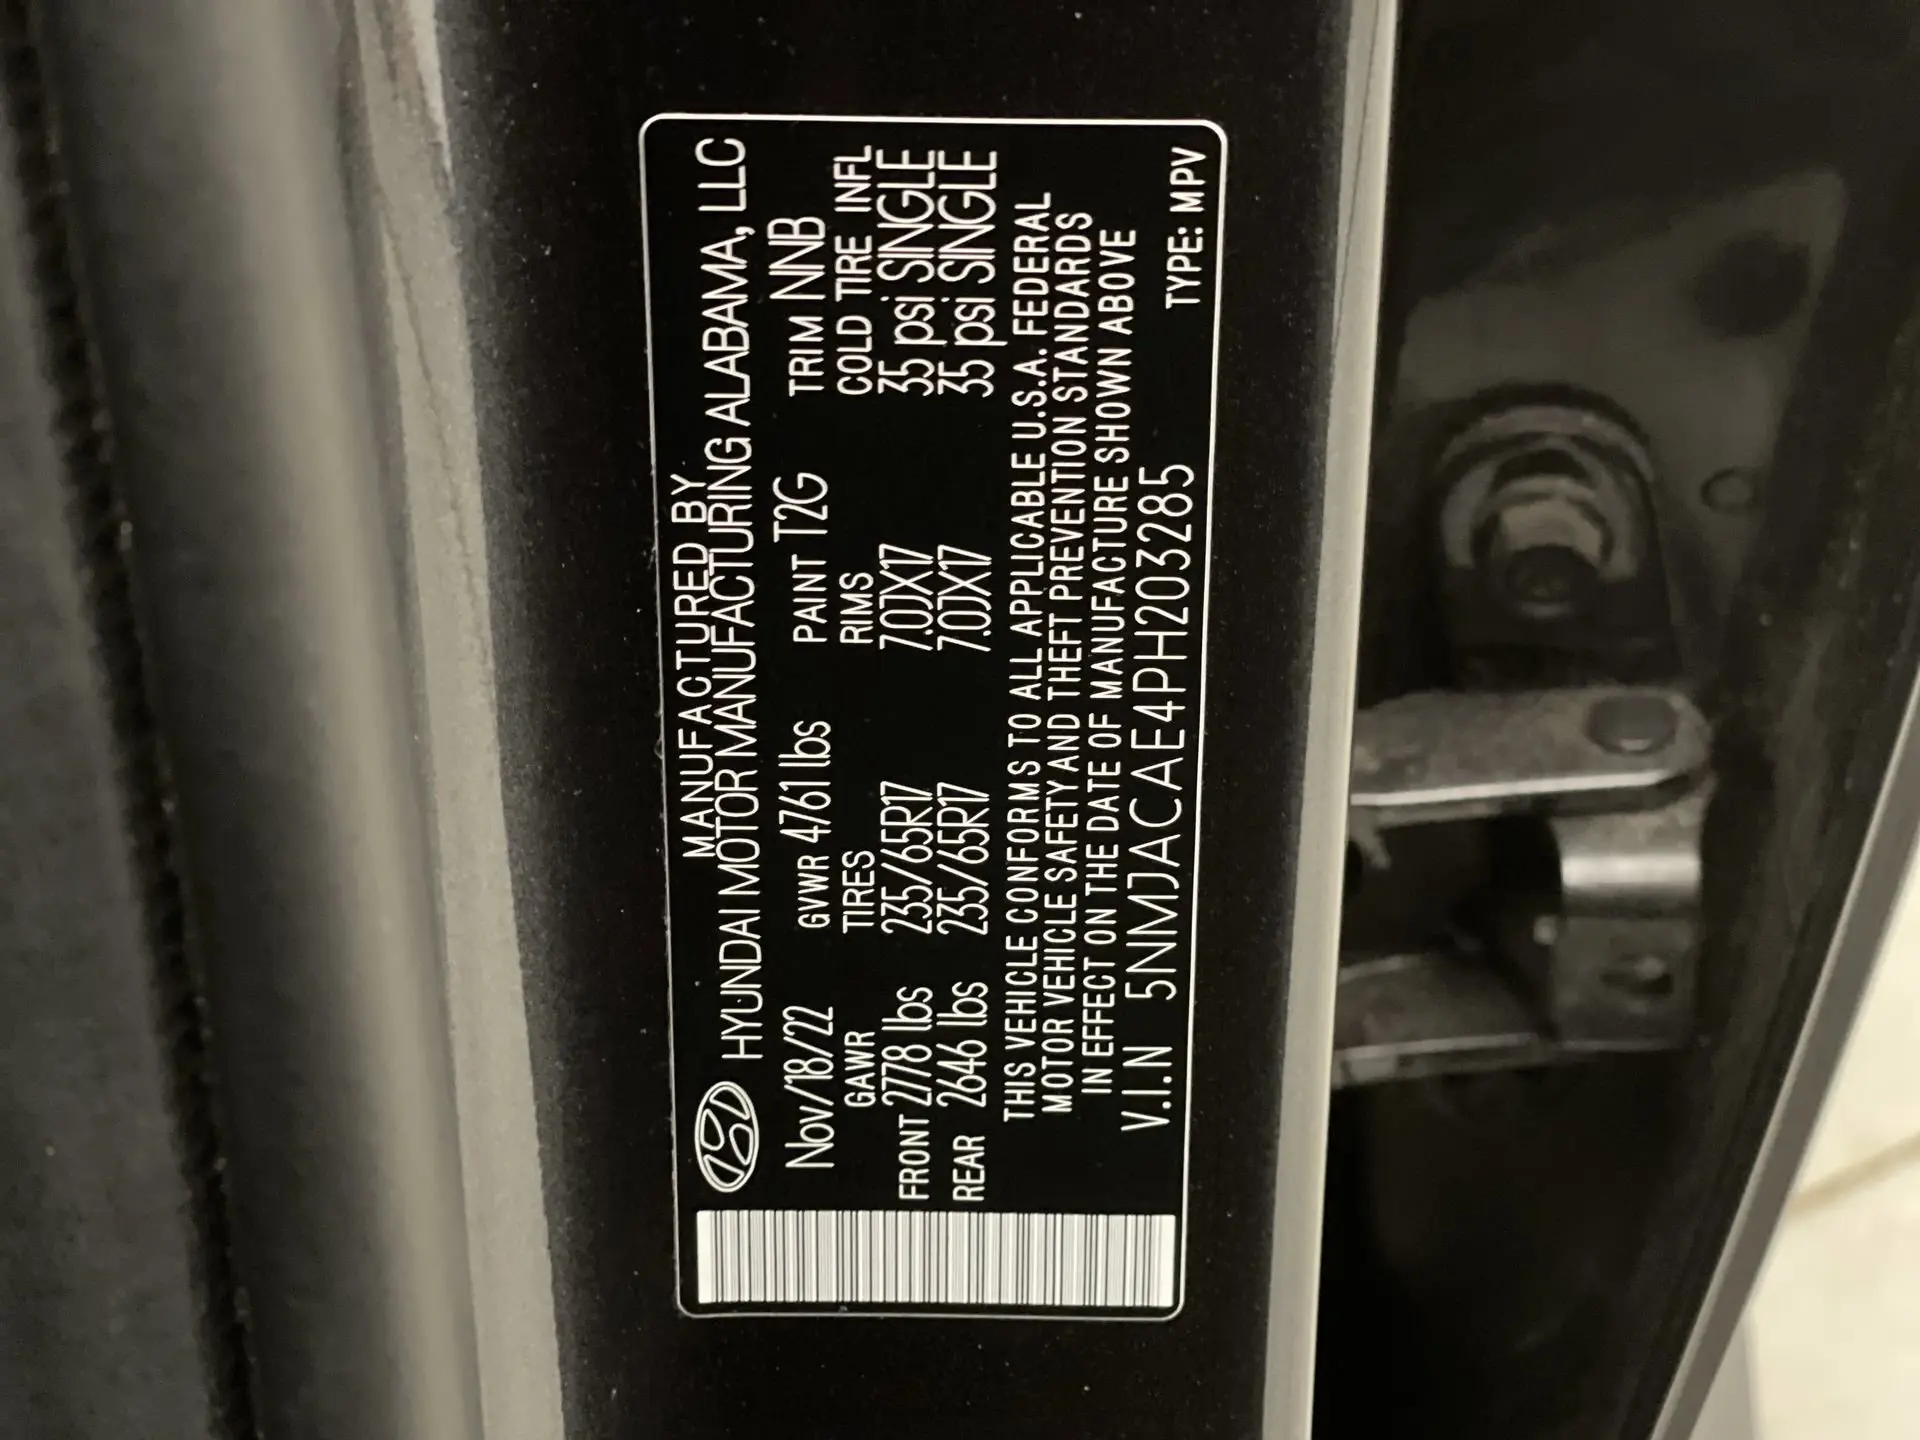 MANUFACTURED BY
HYUNDAI MOTOR MANUFACTURING ALABAMA, LLC
Nov/18/22 GVWR 4761 lbs PAINT T2G TRIM NNB
GAWR TIRES RIMS COLD TIRE INFL
FRONT 2778 lbs 235/65R17 7.0JX17 35 psi SINGLE
REAR 2646 lbs 235/65R17 7.0JX17 35 psi SINGLE
THIS VEHICLE CONFORMS TO ALL APPLICABLE U.S.A. FEDERAL
MOTOR VEHICLE SAFETY AND THEFT PREVENTION STANDARDS
IN EFFECT ON THE DATE OF MANUFACTURE SHOWN ABOVE
V.I.N 5NMJACAE4PH203285 TYPE: MPV